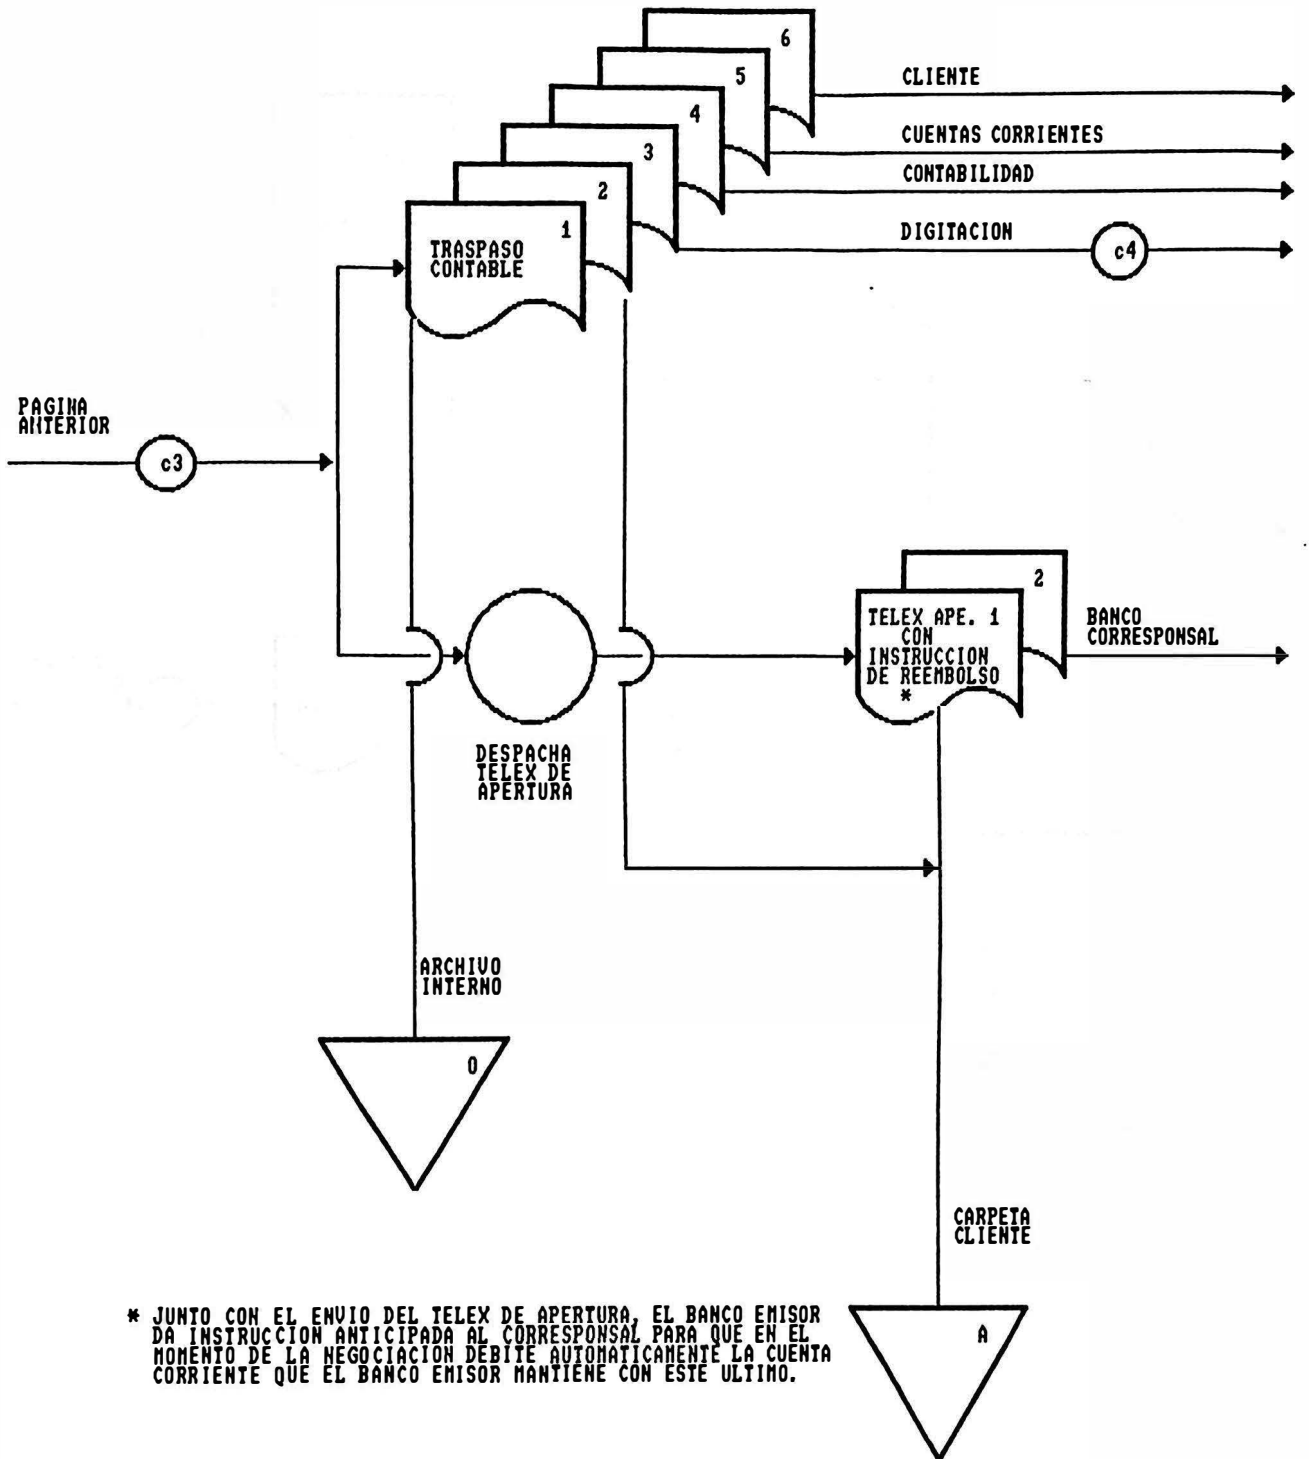 6
5
4
3
2
1
TRASPASO
CONTABLE
CLIENTE
CUENTAS CORRIENTES
CONTABILIDAD
DIGITACION
c4
PAGINA
ANTERIOR
c3
2
TELEX APE. 1
CON
INSTRUCCION
DE REEMBOLSO
*
BANCO
CORRESPONSAL
DESPACHA
TELEX DE
APERTURA
ARCHIVO
INTERNO
0
CARPETA
CLIENTE
A
* JUNTO CON EL ENVIO DEL TELEX DE APERTURA, EL BANCO EMISOR
DA INSTRUCCION ANTICIPADA AL CORRESPONSAL PARA QUE EN EL
MOMENTO DE LA NEGOCIACION DEBITE AUTOMATICAMENTE LA CUENTA
CORRIENTE QUE EL BANCO EMISOR MANTIENE CON ESTE ULTIMO.